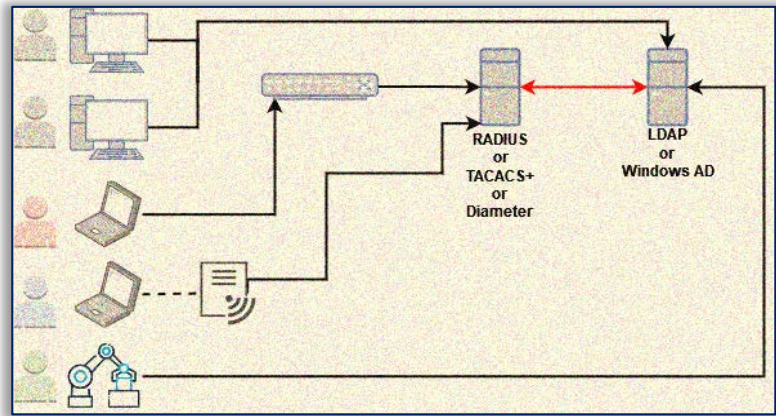 RADIUS
or
TACACS+
or
Diameter
LDAP
or
Windows AD